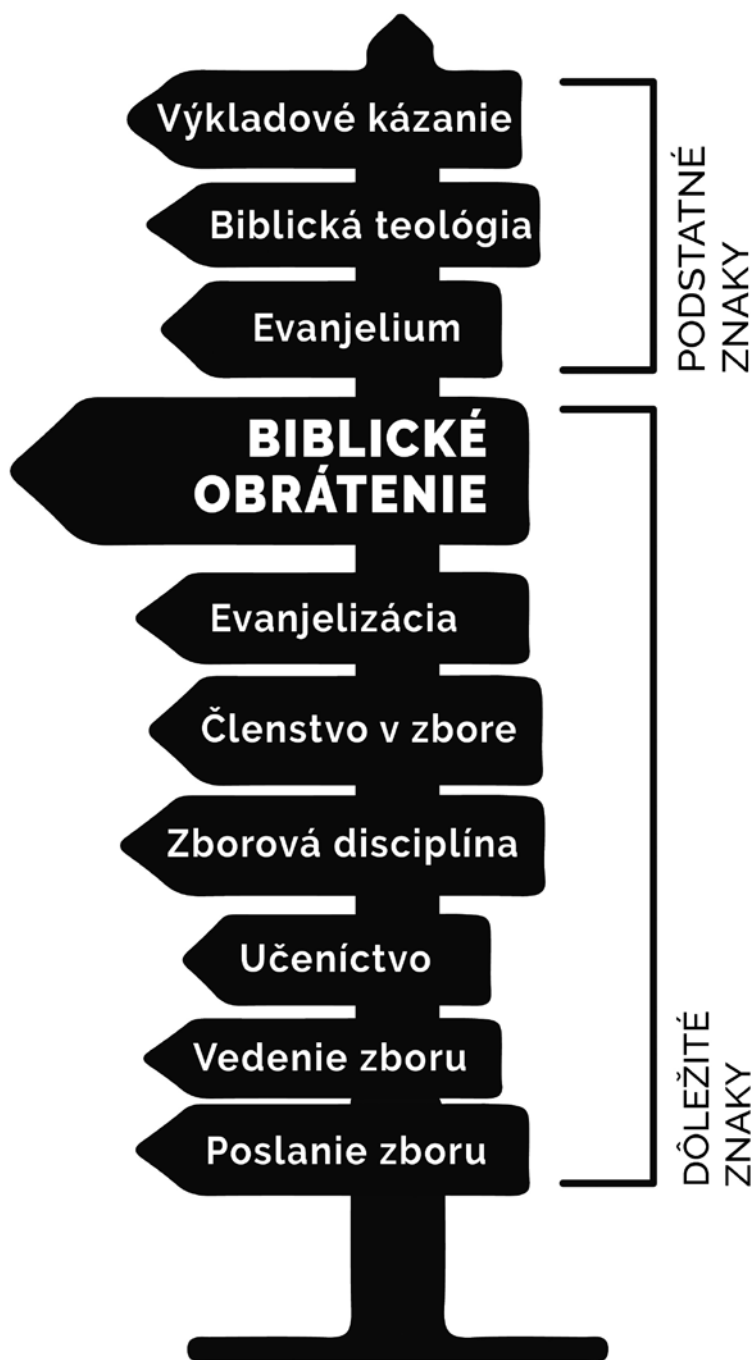 Výkladové kázanie
Biblická teológia
Evanjelium
PODSTATNÉ
ZNAKY
BIBLICKÉ
OBRÁTENIE
Evanjelizácia
Členstvo v zbore
Zborová disciplína
Učeníctvo
Vedenie zboru
Poslanie zboru
DÔLEŽITÉ
ZNAKY